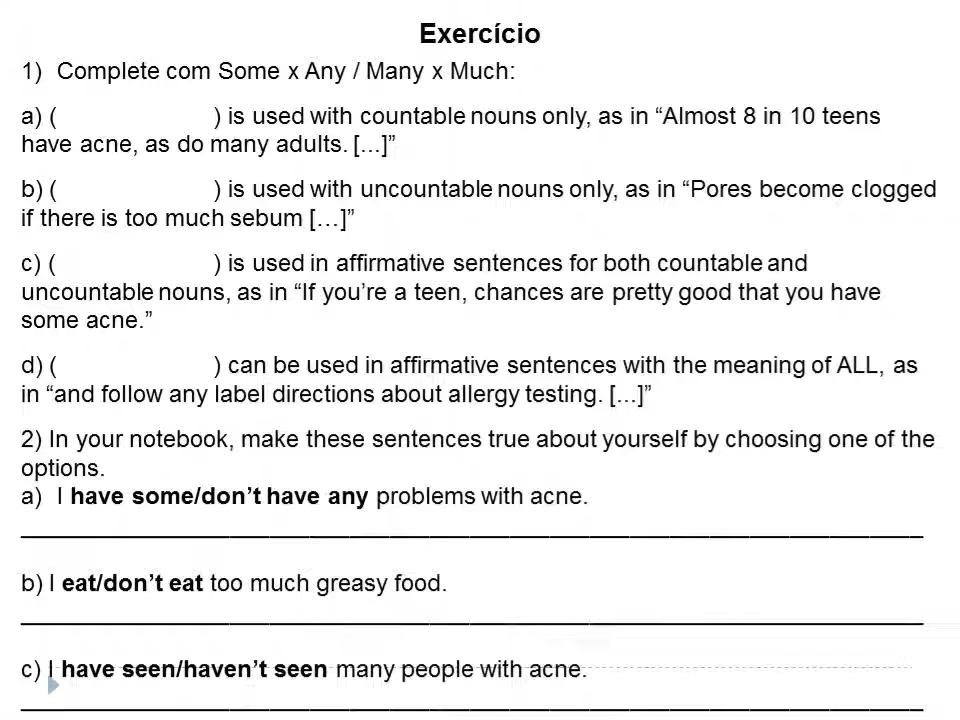 Exercício
1) Complete com Some x Any / Many x Much:
a) ( ) is used with countable nouns only, as in “Almost 8 in 10 teens
have acne, as do many adults. [...]”
b) ( ) is used with uncountable nouns only, as in “Pores become clogged
if there is too much sebum […]”
c) ( ) is used in affirmative sentences for both countable and
uncountable nouns, as in “If you’re a teen, chances are pretty good that you have
some acne.”
d) ( ) can be used in affirmative sentences with the meaning of ALL, as
in “and follow any label directions about allergy testing. [...]”
2) In your notebook, make these sentences true about yourself by choosing one of the
options.
a) I have some/don’t have any problems with acne.
b) I eat/don’t eat too much greasy food.
c) I have seen/haven’t seen many people with acne.